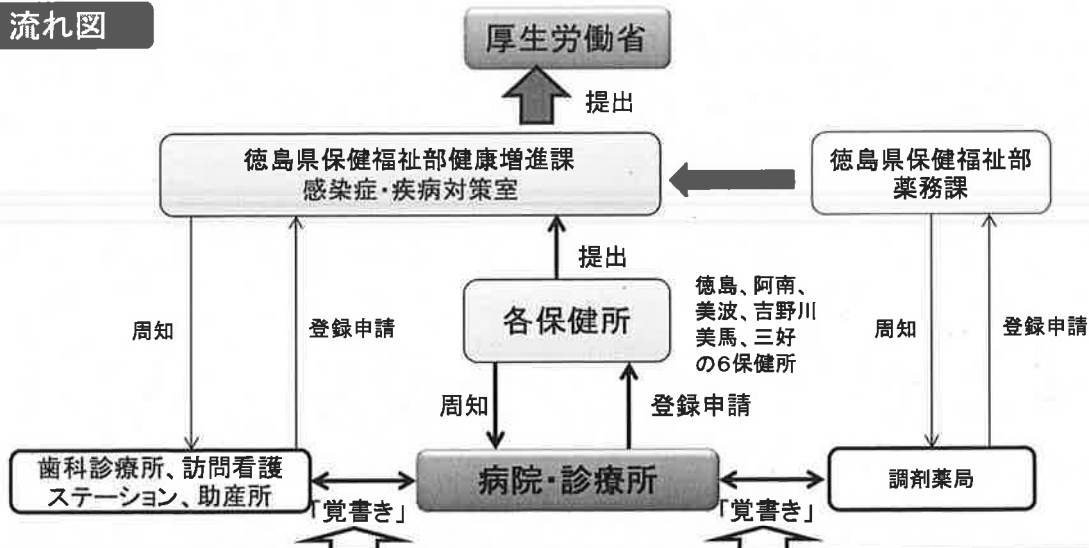 流れ図
厚生労働省
提出
徳島県保健福祉部健康増進課
感染症・疾病対策室
徳島県保健福祉部
薬務課
提出
各保健所
徳島、阿南、
美波、吉野川
美馬、三好
の6保健所
周知
登録申請
周知
登録申請
周知
登録申請
歯科診療所、訪問看護
ステーション、助産所
病院・診療所
調剤薬局
「覚書き」
「覚書き」